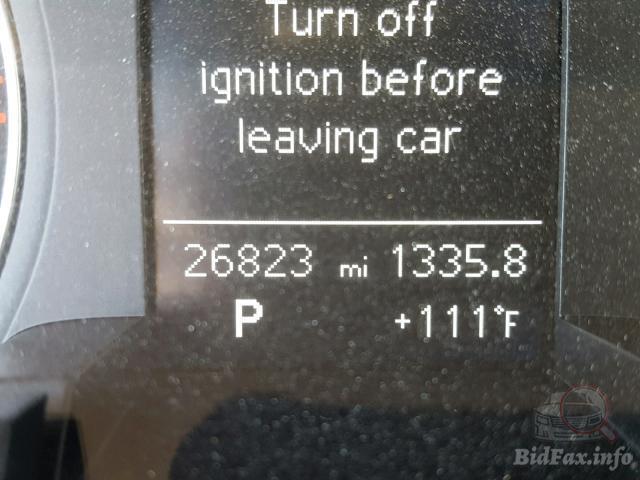 Turn off
ignition before
leaving car
26823 mi 1335.8
P +111°F
BidFax.info